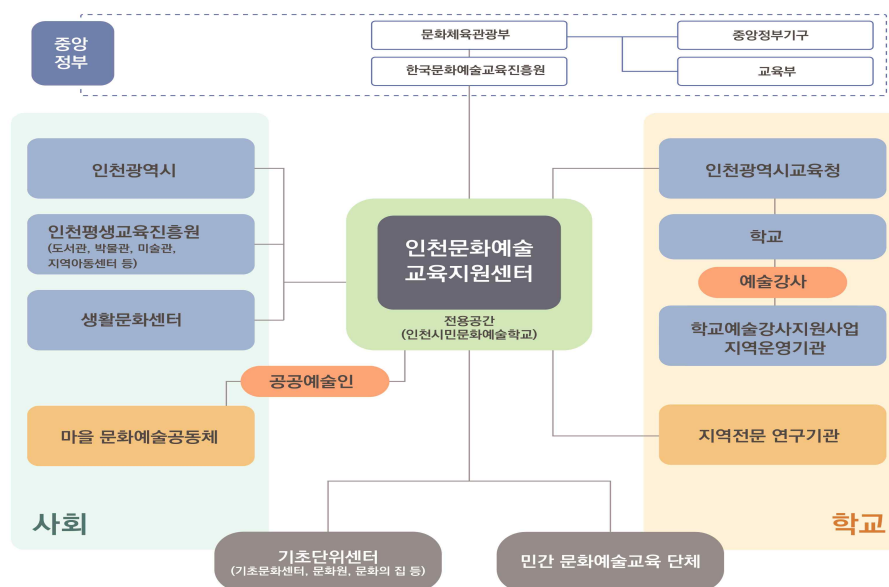 중앙
정부
문화체육관광부
중앙정부기구
한국문화예술교육진흥원
교육부
인천광역시
인천평생교육진흥원
(도서관, 박물관, 미술관,
지역아동센터 등)
생활문화센터
공공예술인
마을 문화예술공동체
사회
인천문화예술
교육지원센터
전용공간
(인천시민문화예술학교)
인천광역시교육청
학교
예술강사
학교예술강사지원사업
지역운영기관
지역전문 연구기관
학교
기초단위센터
(기초문화센터, 문화원, 문화의 집 등)
민간 문화예술교육 단체